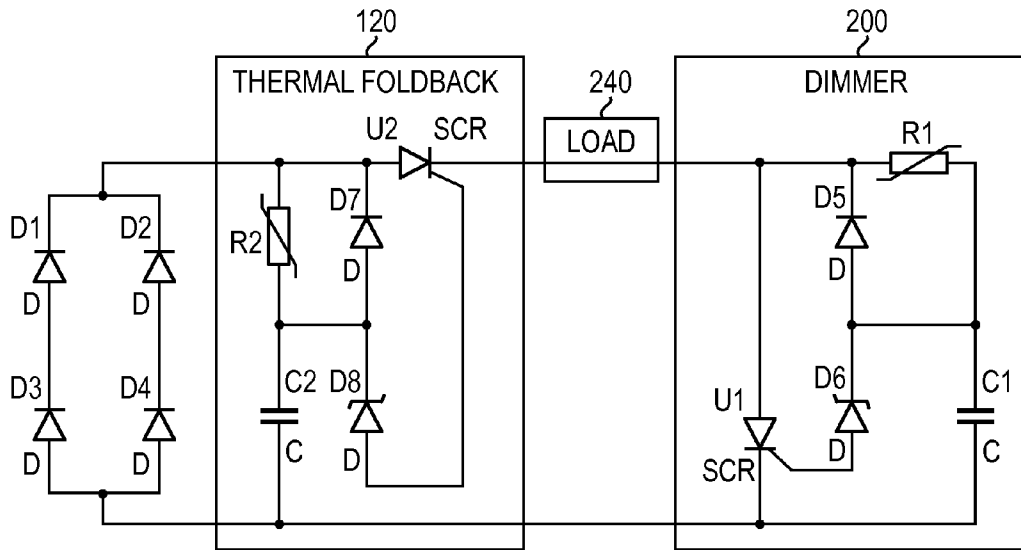 120
200
THERMAL FOLDBACK
240
DIMMER
U2 SCR
LOAD
R1
D1
D2
R2
D7
D5
D
D
D
D
D3
D4
C2
D8
D6
C1
U1
D
D
C
D
SCR
D
C